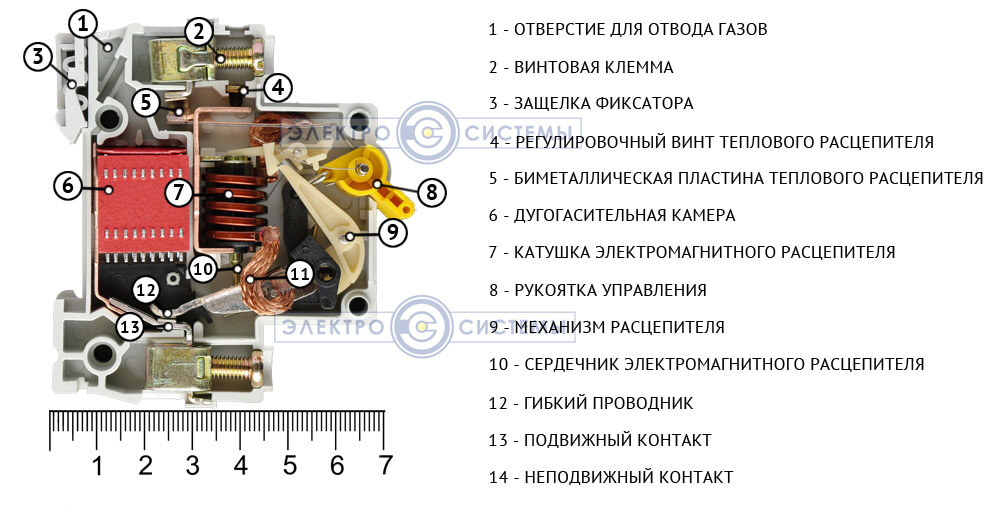 1
2
3
4
5
6
7
8
9
10
11
12
13
ЭЛЕКТРО СИСТЕМЫ
ЭЛЕКТРО СИСТЕМЫ
1 2 3 4 5 6 7
1 - ОТВЕРСТИЕ ДЛЯ ОТВОДА ГАЗОВ
2 - ВИНТОВАЯ КЛЕММА
3 - ЗАЩЕЛКА ФИКСАТОРА
4 - РЕГУЛИРОВОЧНЫЙ ВИНТ ТЕПЛОВОГО РАСЦЕПИТЕЛЯ
5 - БИМЕТАЛЛИЧЕСКАЯ ПЛАСТИНА ТЕПЛОВОГО РАСЦЕПИТЕЛЯ
6 - ДУГОГАСИТЕЛЬНАЯ КАМЕРА
7 - КАТУШКА ЭЛЕКТРОМАГНИТНОГО РАСЦЕПИТЕЛЯ
8 - РУКОЯТКА УПРАВЛЕНИЯ
9 - МЕХАНИЗМ РАСЦЕПИТЕЛЯ
10 - СЕРДЕЧНИК ЭЛЕКТРОМАГНИТНОГО РАСЦЕПИТЕЛЯ
12 - ГИБКИЙ ПРОВОДНИК
13 - ПОДВИЖНЫЙ КОНТАКТ
14 - НЕПОДВИЖНЫЙ КОНТАКТ